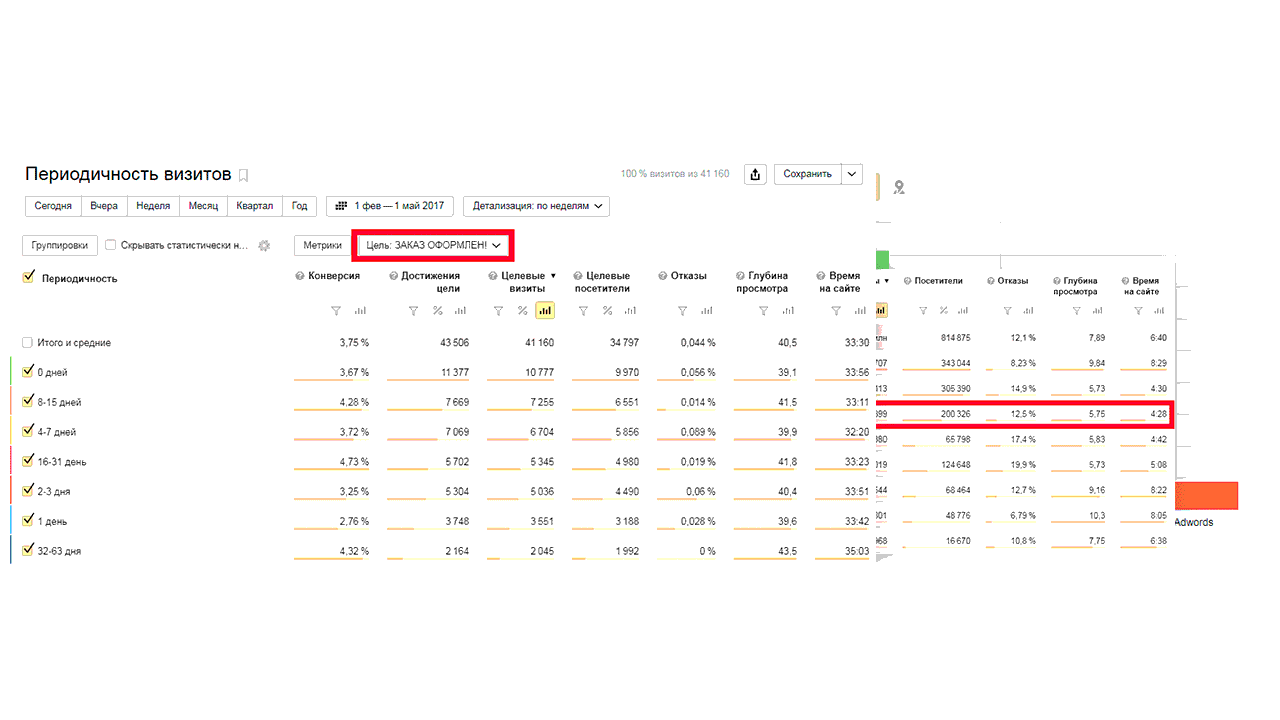 Периодичность визитов
100 % визитов из 41 160
Сохранить
Сегодня Вчера Неделя Месяц Квартал Год 1 фев — 1 май 2017 Детализация: по неделям
Группировки Скрывать статистически н... Метрики Цель: ЗАКАЗ ОФОРМЛЕН!
Периодичность Конверсия Достижения цели Целевые визиты Целевые посетители Отказы Глубина просмотра Время на сайте
Итого и средние 3,75 % 43 506 41 160 34 797 0,044 % 40,5 33:30
0 дней 3,67 % 11 377 10 777 9 970 0,056 % 39,1 33:56
8-15 дней 4,28 % 7 669 7 255 6 551 0,014 % 41,5 33:11
4-7 дней 3,72 % 7 069 6 704 5 856 0,089 % 39,9 32:20
16-31 день 4,73 % 5 702 5 345 4 980 0,019 % 41,8 33:23
2-3 дня 3,25 % 5 304 5 036 4 490 0,06 % 40,4 33:51
1 день 2,76 % 3 748 3 551 3 188 0,028 % 39,6 33:42
32-63 дня 4,32 % 2 164 2 045 1 992 0 % 43,5 35:03
Посетители Отказы Глубина просмотра Время на сайте
814 875 12,1 % 7,89 6:40
707 343 044 8,23 % 9,84 8:29
313 305 390 14,9 % 5,73 4:30
399 200 326 12,5 % 5,75 4:28
380 65 798 17,4 % 5,83 4:42
019 124 648 19,9 % 5,73 5:08
544 68 464 12,7 % 9,16 8:22
301 48 776 6,79 % 10,3 8:05
968 16 670 10,8 % 7,75 6:38
Adwords